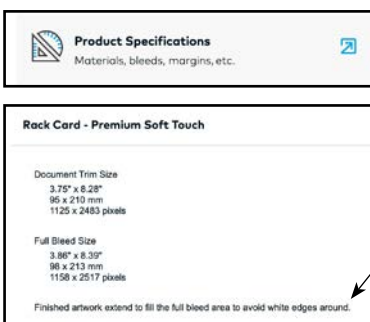 Product Specifications
Materials, bleeds, margins, etc.
Rack Card - Premium Soft Touch
Document Trim Size
3.75" x 8.28"
95 x 210 mm
1125 x 2483 pixels
Full Bleed Size
3.86" x 8.39"
98 x 213 mm
1158 x 2517 pixels
Finished artwork extend to fill the full bleed area to avoid white edges around.